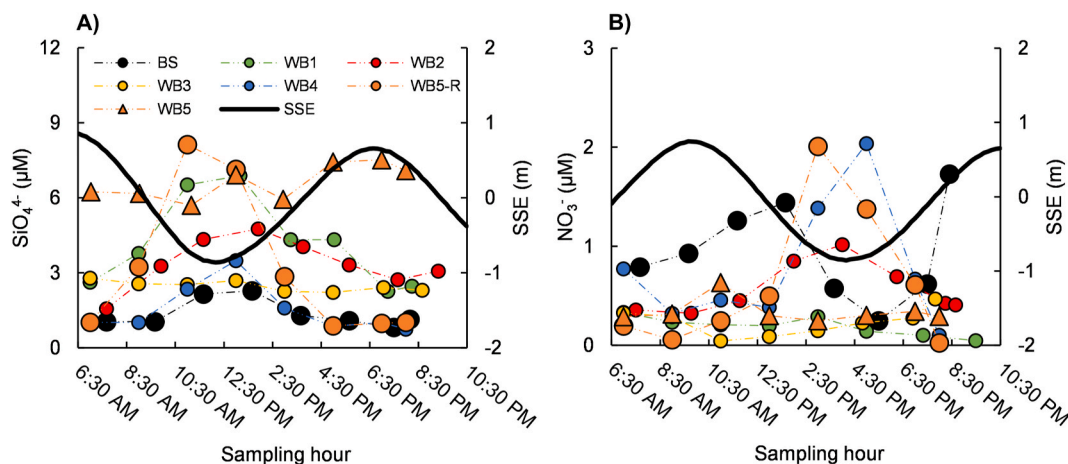 A)
B)
12
9
6
3
0
SiO₄⁴⁻ (µM)
BS
WB1
WB2
WB3
WB4
WB5-R
WB5
SSE
2
1
0
-1
-2
SSE (m)
6:30 AM
8:30 AM
10:30 AM
12:30 PM
2:30 PM
4:30 PM
6:30 PM
8:30 PM
10:30 PM
Sampling hour
3
2
1
0
NO₃⁻ (µM)
2
1
0
-1
-2
SSE (m)
6:30 AM
8:30 AM
10:30 AM
12:30 PM
2:30 PM
4:30 PM
6:30 PM
8:30 PM
10:30 PM
Sampling hour